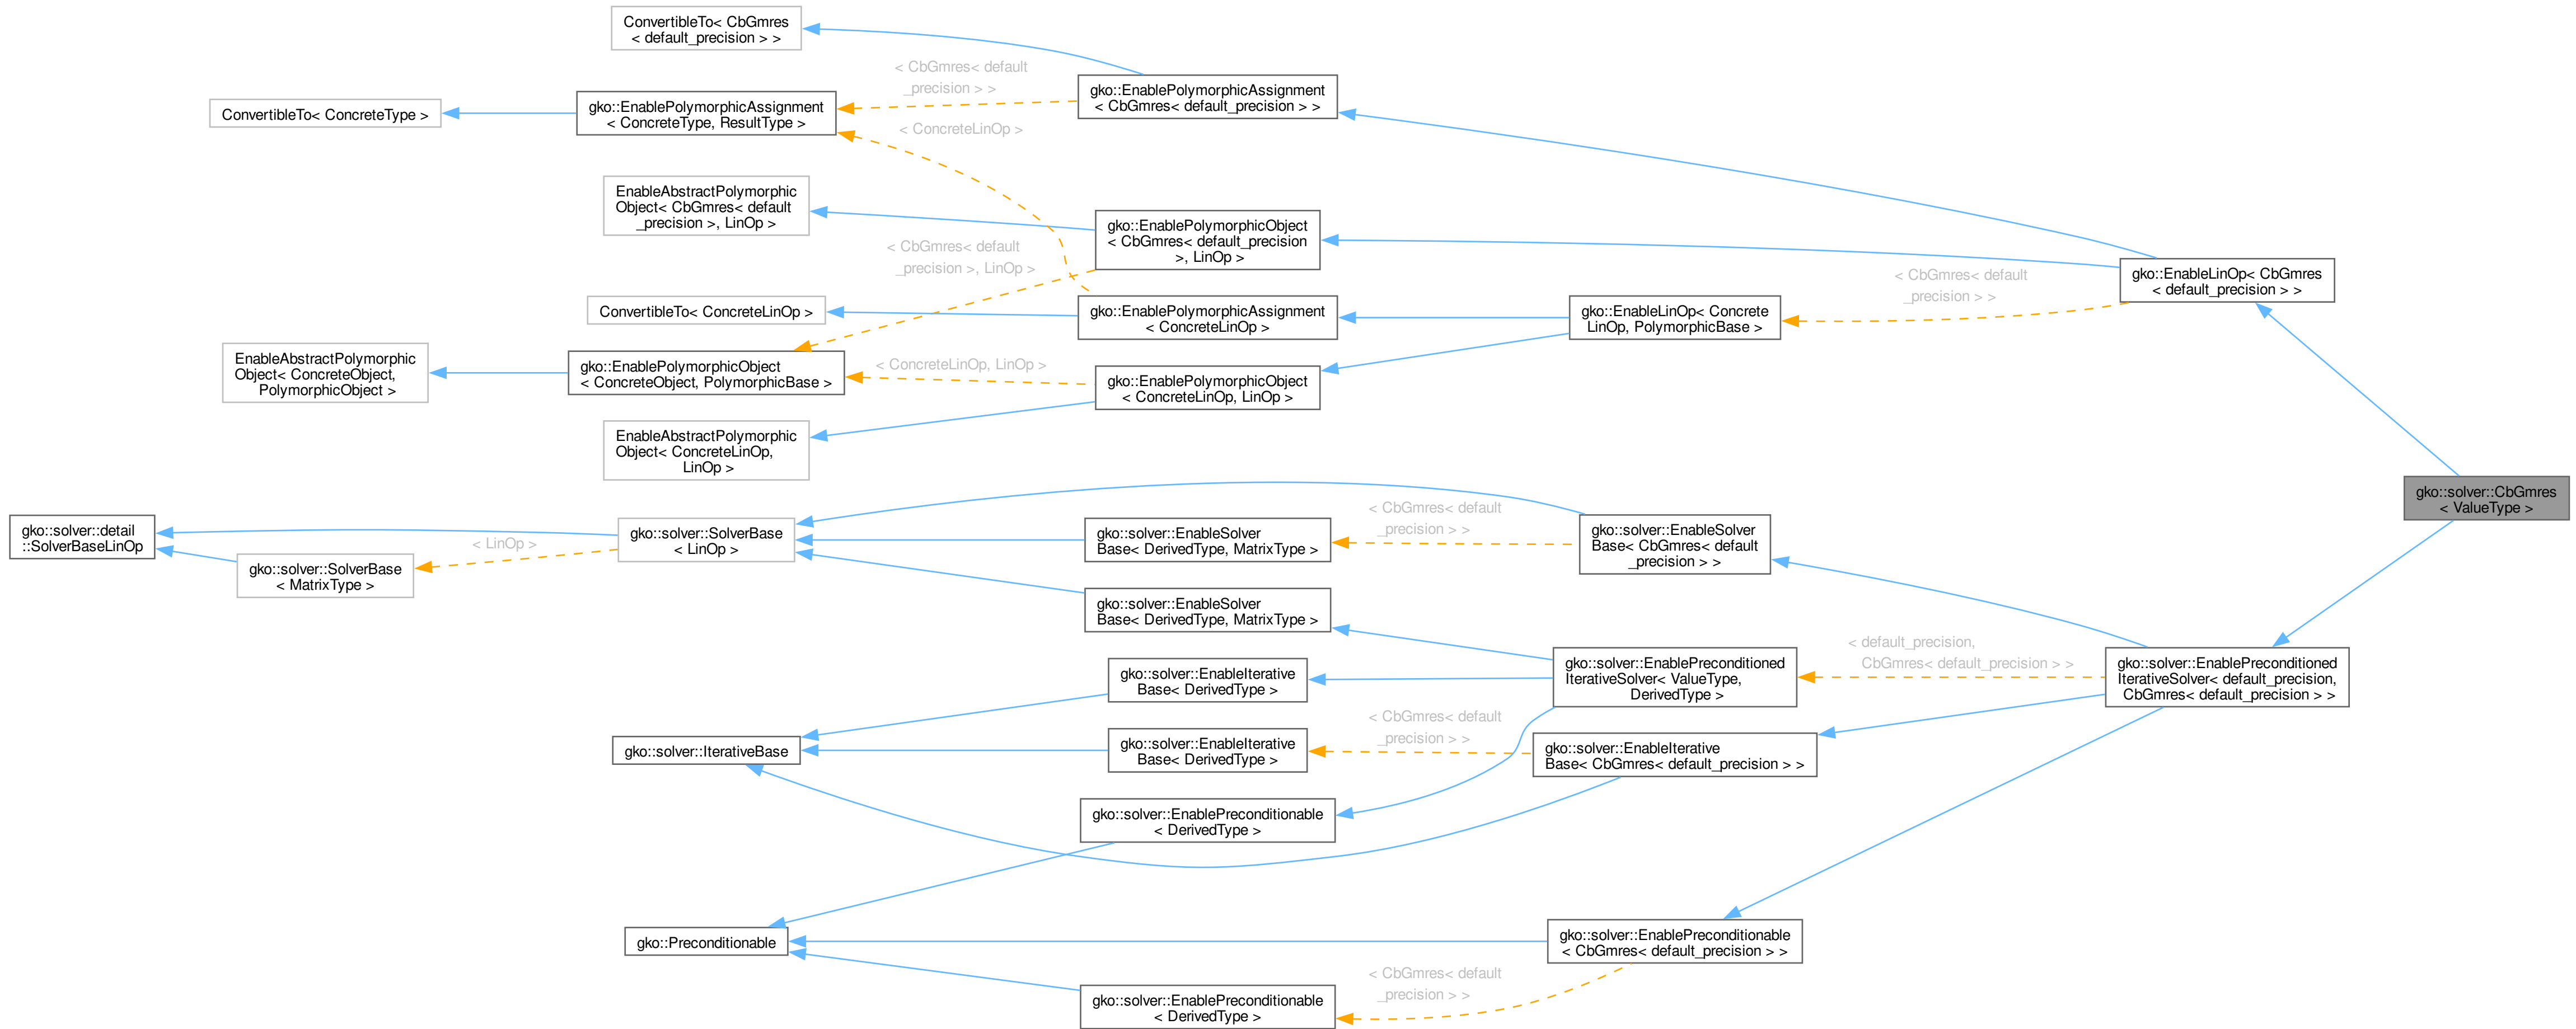 ConvertibleTo< CbGmres
< default_precision > >
< CbGmres< default
_precision > >
gko::EnablePolymorphicAssignment
< CbGmres< default_precision > >
gko::EnablePolymorphicAssignment
< ConcreteType, ResultType >
ConvertibleTo< ConcreteType >
< ConcreteLinOp >
EnableAbstractPolymorphic
Object< CbGmres< default
_precision >, LinOp >
gko::EnablePolymorphicObject
< CbGmres< default_precision
>, LinOp >
< CbGmres< default
_precision >, LinOp >
gko::EnableLinOp< CbGmres
< default_precision > >
< CbGmres< default
_precision > >
ConvertibleTo< ConcreteLinOp >
gko::EnablePolymorphicAssignment
< ConcreteLinOp >
gko::EnableLinOp< Concrete
LinOp, PolymorphicBase >
EnableAbstractPolymorphic
Object< ConcreteObject,
PolymorphicObject >
gko::EnablePolymorphicObject
< ConcreteObject, PolymorphicBase >
< ConcreteLinOp, LinOp >
gko::EnablePolymorphicObject
< ConcreteLinOp, LinOp >
EnableAbstractPolymorphic
Object< ConcreteLinOp,
LinOp >
gko::solver::CbGmres
< ValueType >
gko::solver::detail
::SolverBaseLinOp
< LinOp >
gko::solver::SolverBase
< MatrixType >
gko::solver::SolverBase
< LinOp >
gko::solver::EnableSolver
Base< DerivedType, MatrixType >
< CbGmres< default
_precision > >
gko::solver::EnableSolver
Base< CbGmres< default
_precision > >
gko::solver::EnableSolver
Base< DerivedType, MatrixType >
gko::solver::EnableIterative
Base< DerivedType >
gko::solver::EnablePreconditioned
IterativeSolver< ValueType,
DerivedType >
< default_precision,
CbGmres< default_precision > >
gko::solver::EnablePreconditioned
IterativeSolver< default_precision,
CbGmres< default_precision > >
gko::solver::IterativeBase
gko::solver::EnableIterative
Base< DerivedType >
< CbGmres< default
_precision > >
gko::solver::EnableIterative
Base< CbGmres< default_precision > >
gko::solver::EnablePreconditionable
< DerivedType >
gko::Preconditionable
gko::solver::EnablePreconditionable
< CbGmres< default_precision > >
< CbGmres< default
_precision > >
gko::solver::EnablePreconditionable
< DerivedType >